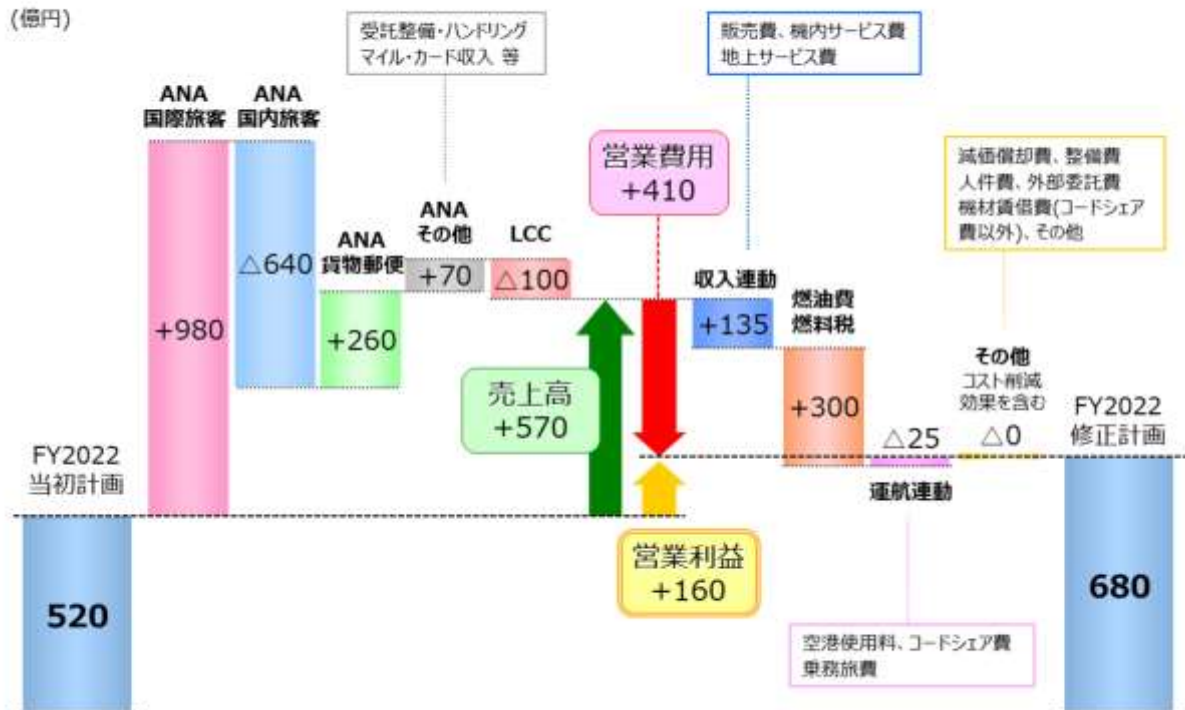 (億円)
受託整備・ハンドリング
マイル・カード収入 等
販売費、機内サービス費
地上サービス費
減価償却費、整備費
人件費、外部委託費
機材賃借費(コードシェア
費以外)、その他
ANA
国際旅客
ANA
国内旅客
ANA
貨物郵便
ANA
その他
LCC
営業費用
+410
+980
△640
+260
+70
△100
売上高
+570
収入連動
+135
燃油費
燃料税
+300
△25
運航連動
その他
コスト削減
効果を含む
△0
FY2022
当初計画
520
営業利益
+160
FY2022
修正計画
680
空港使用料、コードシェア費
乗務旅費